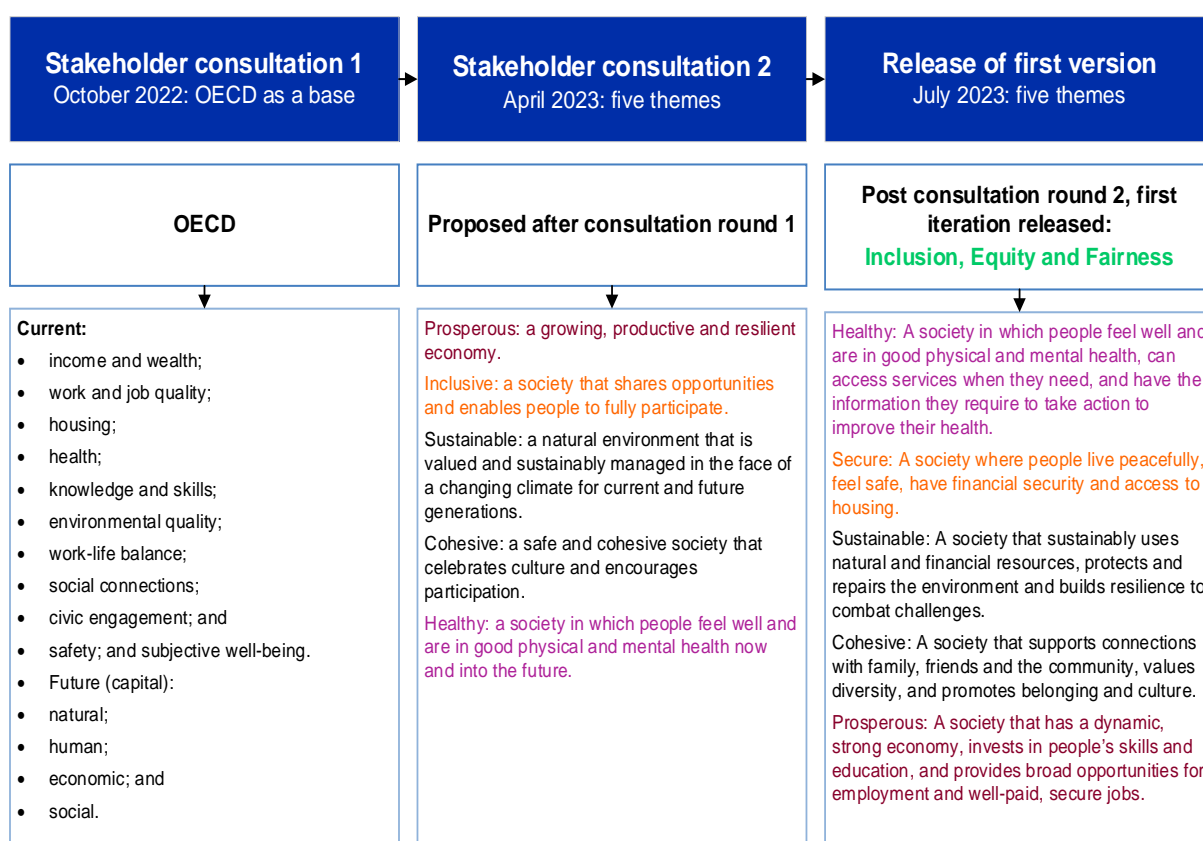 Stakeholder consultation 1
October 2022: OECD as a base
Stakeholder consultation 2
April 2023: five themes
Release of first version
July 2023: five themes
OECD
Proposed after consultation round 1
Post consultation round 2, first
iteration released:
Inclusion, Equity and Fairness
Current:
• income and wealth;
• work and job quality;
• housing;
• health;
• knowledge and skills;
• environmental quality;
• work-life balance;
• social connections;
• civic engagement; and
• safety; and subjective well-being.
• Future (capital):
• natural;
• human;
• economic; and
• social.
Prosperous: a growing, productive and resilient
economy.
Inclusive: a society that shares opportunities
and enables people to fully participate.
Sustainable: a natural environment that is
valued and sustainably managed in the face of
a changing climate for current and future
generations.
Cohesive: a safe and cohesive society that
celebrates culture and encourages
participation.
Healthy: a society in which people feel well and
are in good physical and mental health now
and into the future.
Healthy: A society in which people feel well and
are in good physical and mental health, can
access services when they need, and have the
information they require to take action to
improve their health.
Secure: A society where people live peacefully,
feel safe, have financial security and access to
housing.
Sustainable: A society that sustainably uses
natural and financial resources, protects and
repairs the environment and builds resilience to
combat challenges.
Cohesive: A society that supports connections
with family, friends and the community, values
diversity, and promotes belonging and culture.
Prosperous: A society that has a dynamic,
strong economy, invests in people's skills and
education, and provides broad opportunities for
employment and well-paid, secure jobs.